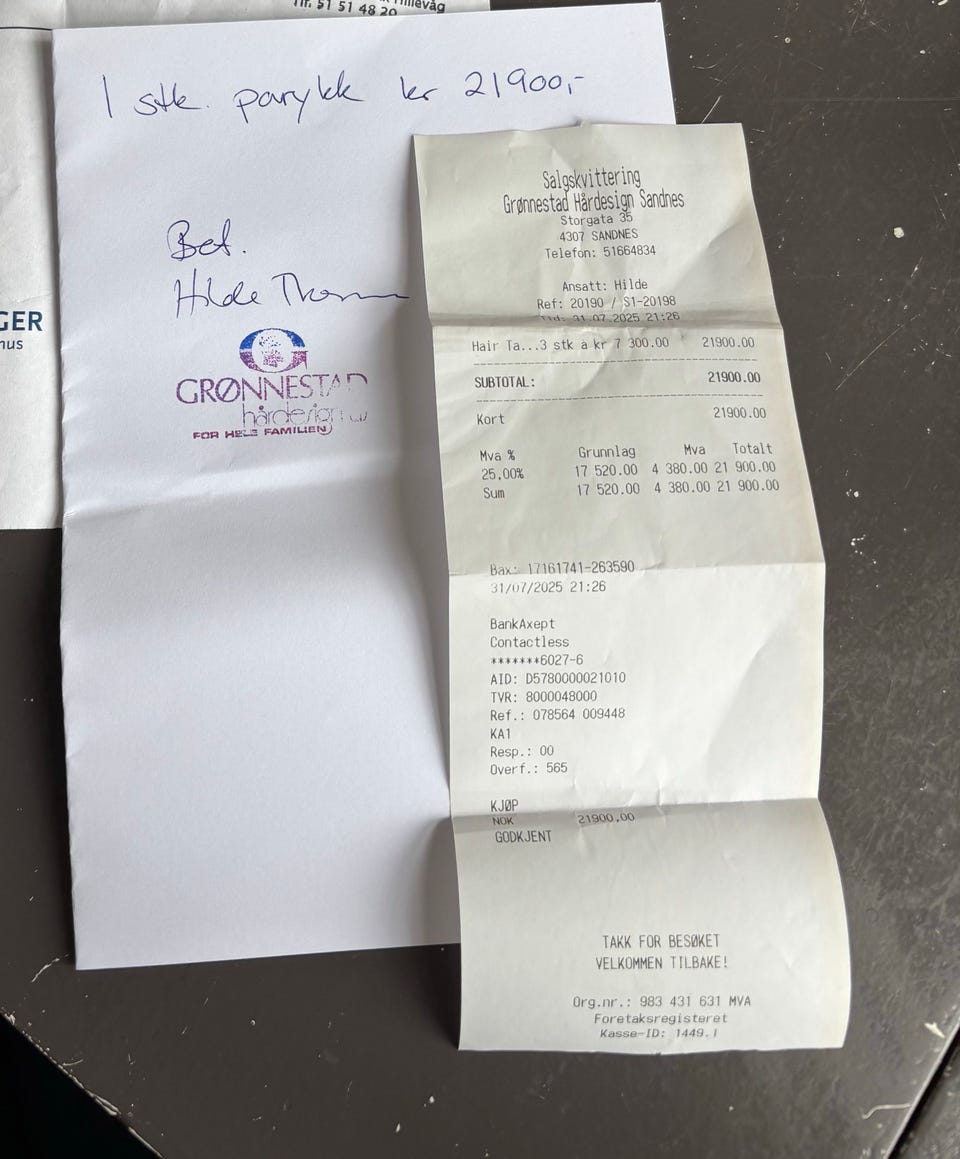 Tlf. 51 51 48 20
GER
hus
1 stk. parykk kr 21900,-
Bet.
Hilde
GRØNNESTAD
hårdesign
FOR HELE FAMILIEN
Salgskvittering
Grønnestad Hårdesign Sandnes
Storgata 35
4307 SANDNES
Telefon: 51664834
Ansatt: Hilde
Ref: 20190 / S1-20198
Tid: 31.07.2025 21:26
Hair Ta...3 stk à kr 7 300.00 21900.00
SUBTOTAL: 21900.00
Kort 21900.00
Mva % Grunnlag Mva Totalt
25,00% 17 520.00 4 380.00 21 900.00
Sum 17 520.00 4 380.00 21 900.00
Bax: 17161741-263590
31/07/2025 21:26
BankAxept
Contactless
*******6027-6
AID: D5780000021010
TVR: 8000048000
Ref.: 078564 009448
KA1
Resp.: 00
Overf.: 565
KJØP
NOK 21900,00
GODKJENT
TAKK FOR BESØKET
VELKOMMEN TILBAKE!
Org.nr.: 983 431 631 MVA
Foretaksregisteret
Kasse-ID: 1449.1